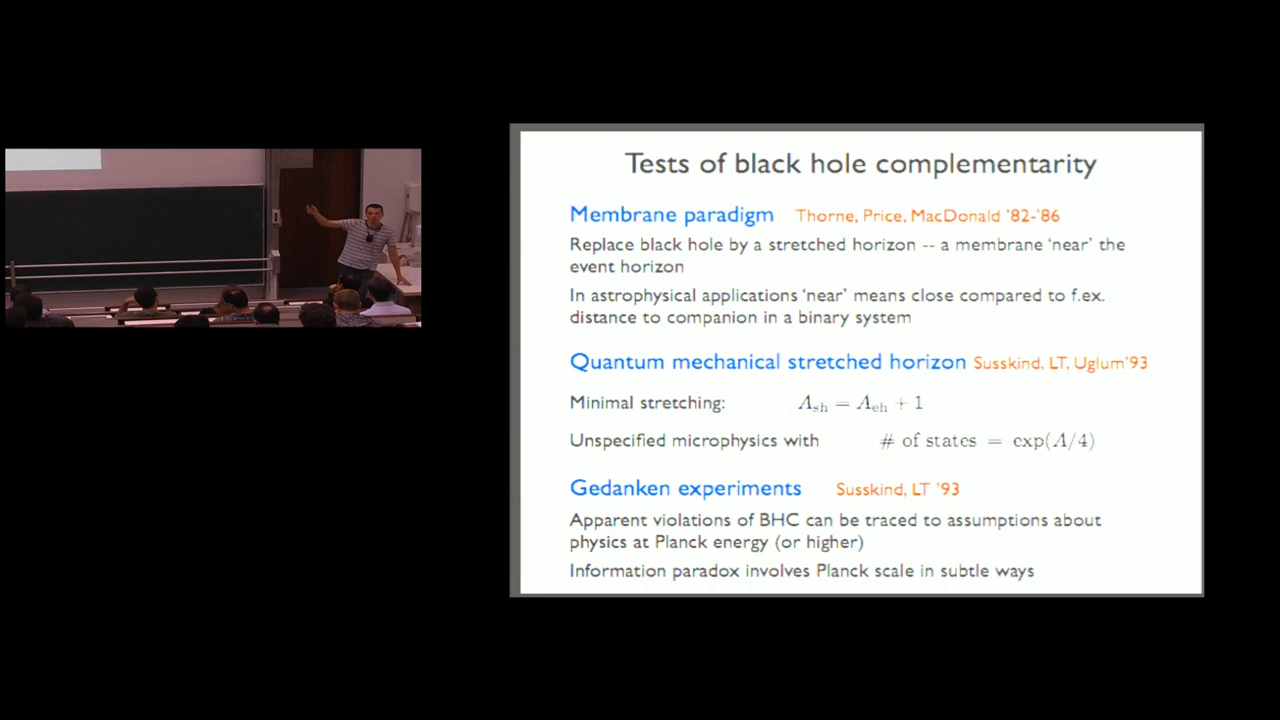 Tests of black hole complementarity
Membrane paradigm Thorne, Price, MacDonald '82-'86
Replace black hole by a stretched horizon -- a membrane 'near' the
event horizon
In astrophysical applications 'near' means close compared to f.ex.
distance to companion in a binary system
Quantum mechanical stretched horizon Susskind, LT, Uglum'93
Minimal stretching: A_sh = A_eh + 1
Unspecified microphysics with # of states = exp(A/4)
Gedanken experiments Susskind, LT '93
Apparent violations of BHC can be traced to assumptions about
physics at Planck energy (or higher)
Information paradox involves Planck scale in subtle ways